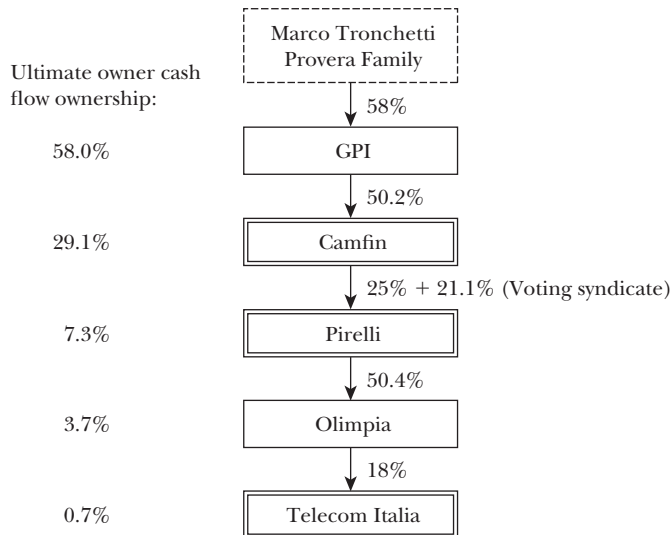 Marco Tronchetti
Provera Family
Ultimate owner cash
flow ownership:
58%
58.0%
GPI
50.2%
29.1%
Camfin
25% + 21.1% (Voting syndicate)
7.3%
Pirelli
50.4%
3.7%
Olimpia
18%
0.7%
Telecom Italia